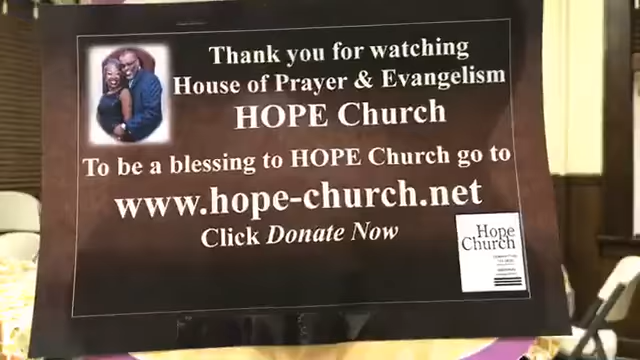 Thank you for watching
House of Prayer & Evangelism
HOPE Church
To be a blessing to HOPE Church go to
www.hope-church.net
Click Donate Now
Hope
Church